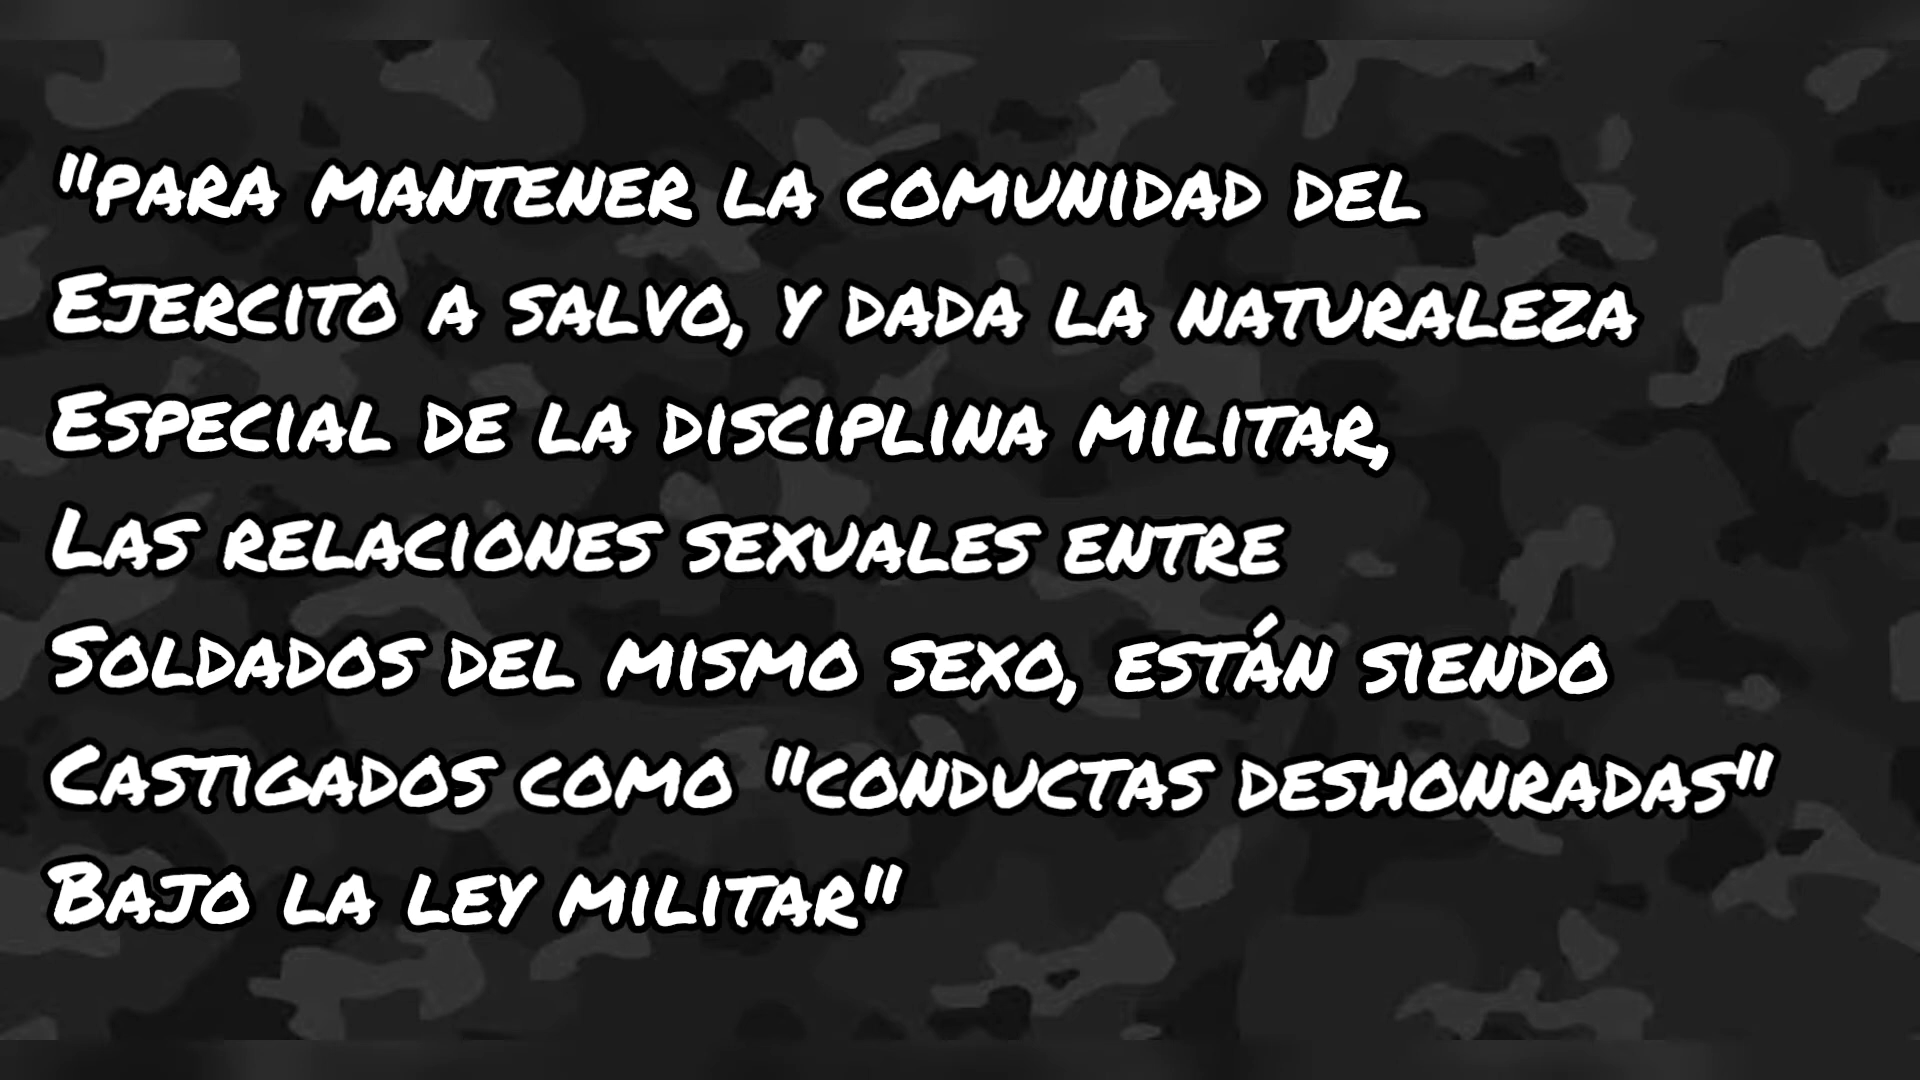 "para mantener la comunidad del
Ejercito a salvo, y dada la naturaleza
Especial de la disciplina militar,
Las relaciones sexuales entre
Soldados del mismo sexo, están siendo
Castigados como "conductas deshonradas"
Bajo la ley militar"